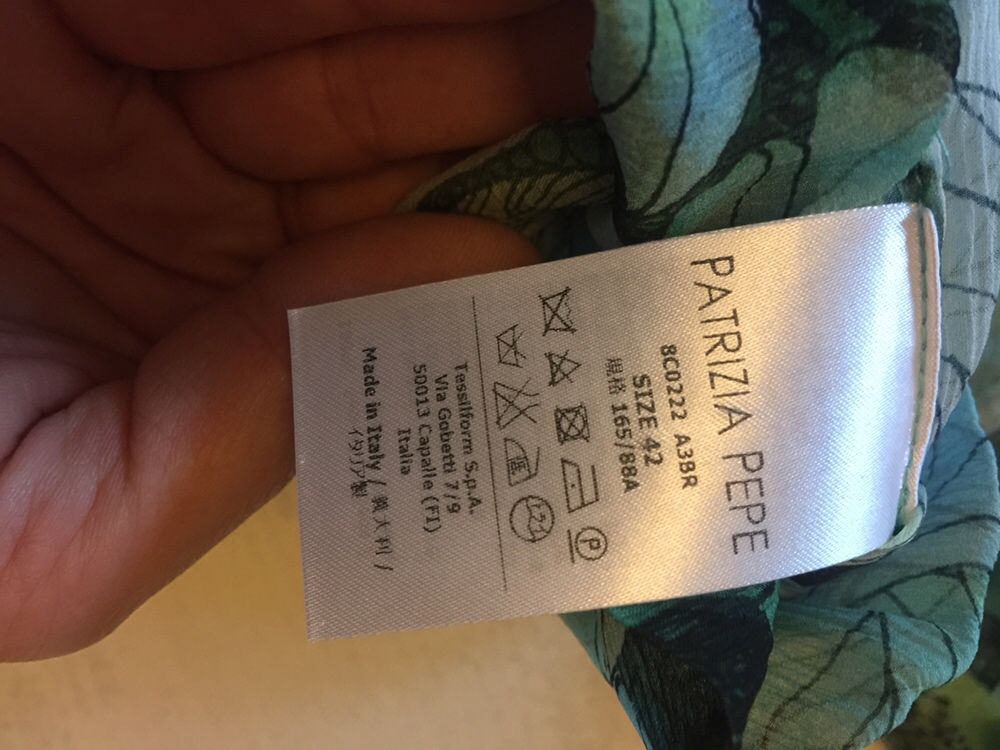 PATRIZIA PEPE
8C0222 A3BR
SIZE 42
規格 165/88A
P
Tessilform S.p.A.
Via Gobetti 7/9
50013 Capalle (FI)
Italia
Made in Italy / 義大利 /
イタリア製